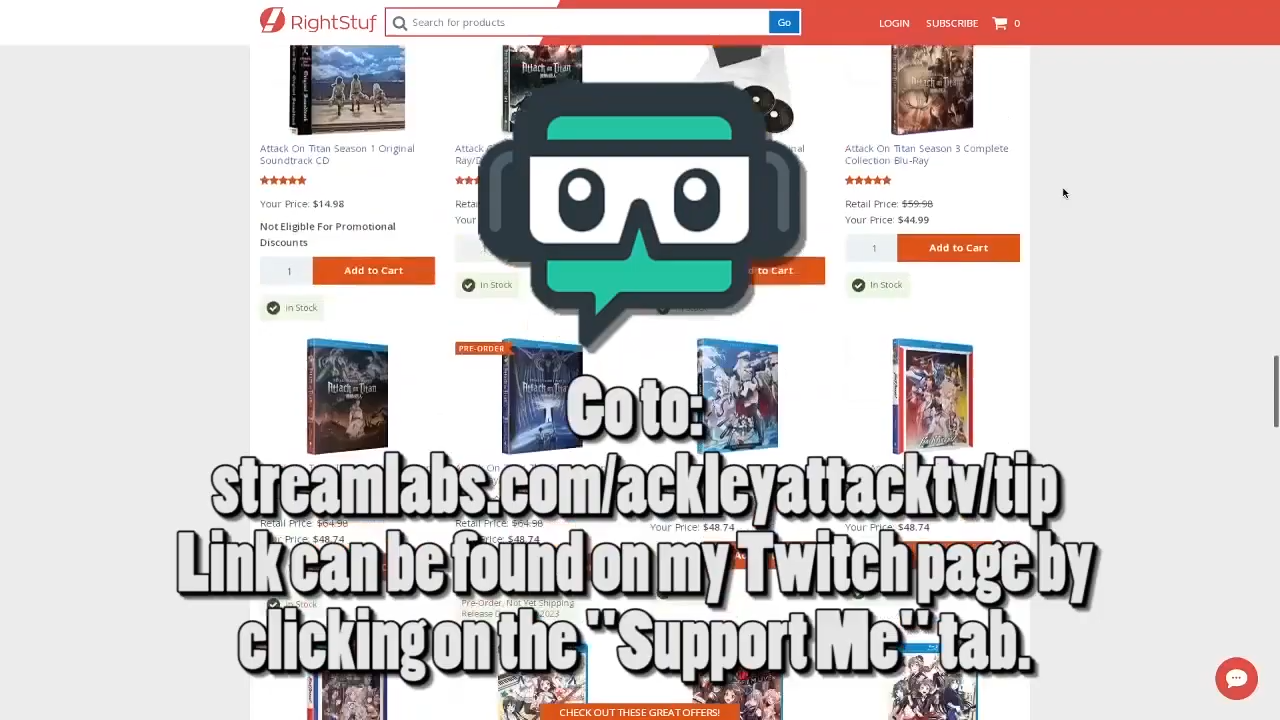 RightStuf
Search for products
Go
LOGIN
SUBSCRIBE
0
Attack On Titan Season 1 Original
Soundtrack CD
Your Price: $14.98
Not Eligible For Promotional
Discounts
1
Add to Cart
In Stock
In Stock
Attack On Titan Season 3 Complete
Collection Blu-Ray
Retail Price: $59.98
Your Price: $44.99
1
Add to Cart
In Stock
PRE-ORDER
Attack on Titan
Go to:
streamlabs.com/ackleyattacktv/tip
Link can be found on my Twitch page by
clicking on the "Support Me" tab.
Retail Price: $64.98
Retail Price: $64.98
Price: $48.74
Your Price: $48.74
Your Price: $48.74
In Stock
Pre-Order, Not Yet Shipping
CHECK OUT THESE GREAT OFFERS!